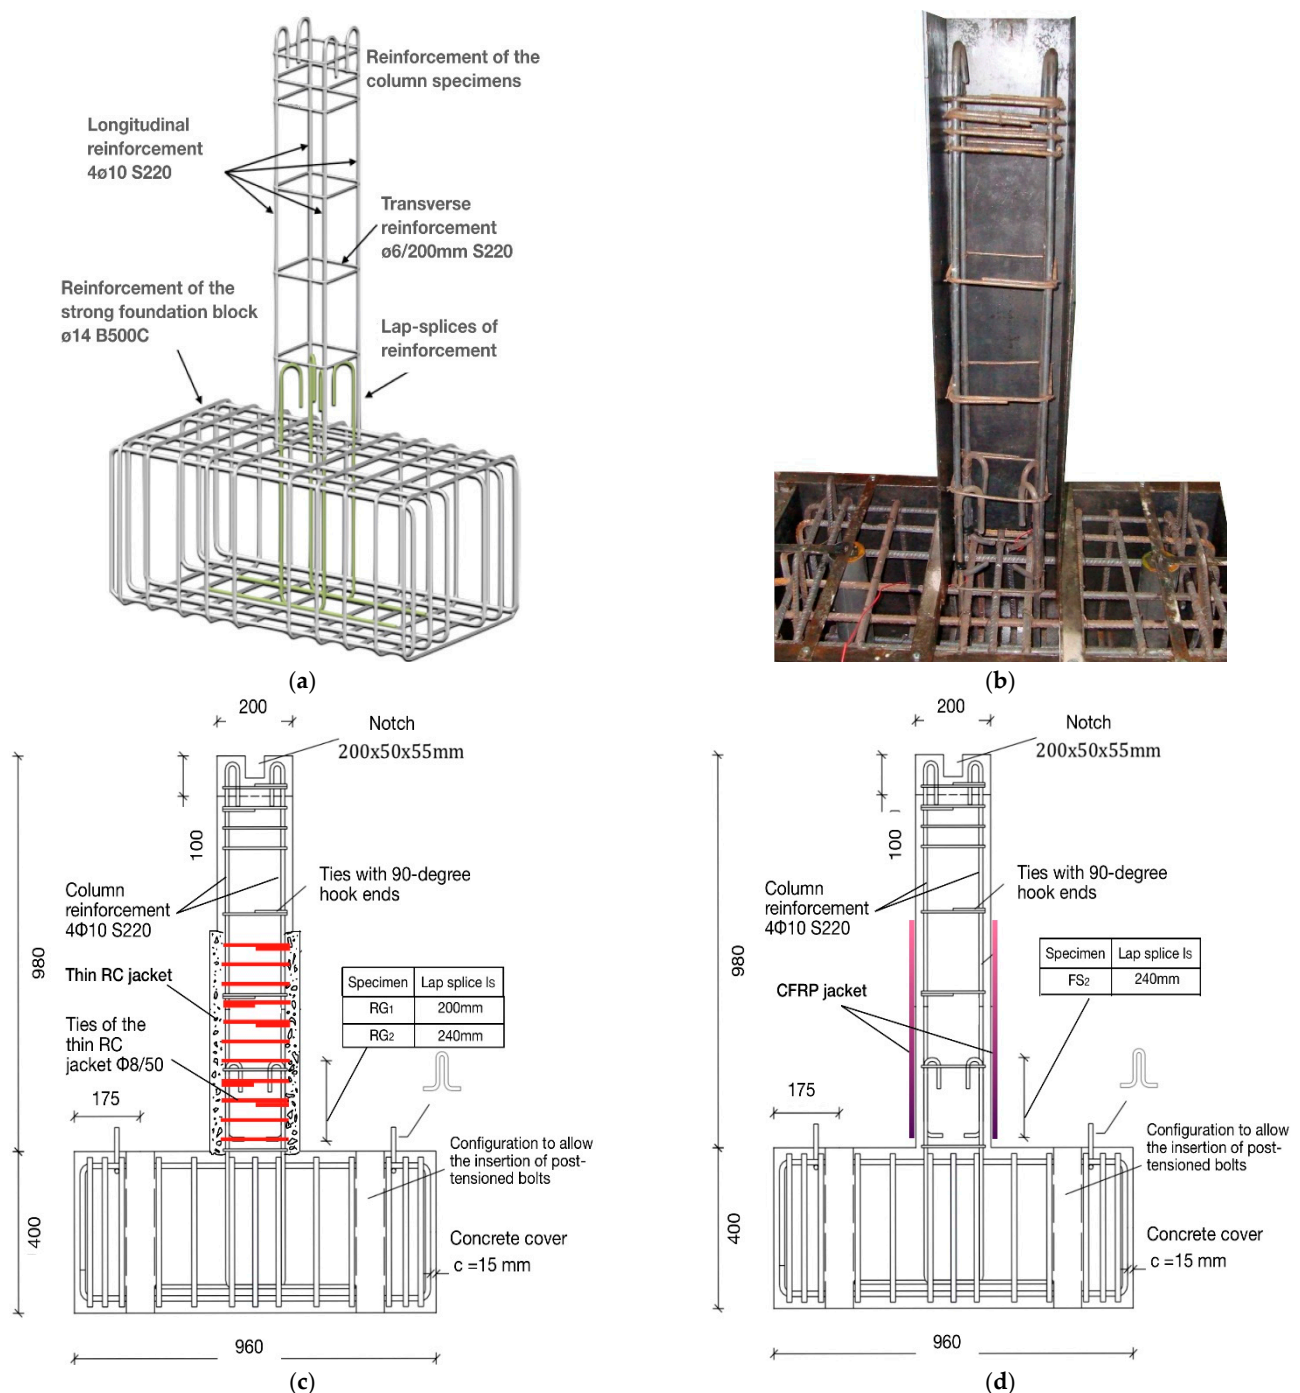 Reinforcement of the
column specimens
Longitudinal
reinforcement
4ø10 S220
Transverse
reinforcement
ø6/200mm S220
Reinforcement of the
strong foundation block
ø14 B500C
Lap-splices of
reinforcement
(a)
(b)
200
Notch
200x50x55mm
100
Ties with 90-degree
hook ends
Column
reinforcement
4Φ10 S220
980
Thin RC jacket
Specimen Lap splice ls
RG1 200mm
RG2 240mm
Ties of the
thin RC
jacket Φ8/50
175
Configuration to allow
the insertion of post-
tensioned bolts
400
Concrete cover
c =15 mm
960
(c)
200
Notch
200x50x55mm
100
Ties with 90-degree
hook ends
Column
reinforcement
4Φ10 S220
980
Specimen Lap splice ls
FS2 240mm
CFRP jacket
175
Configuration to allow
the insertion of post-
tensioned bolts
400
Concrete cover
c =15 mm
960
(d)